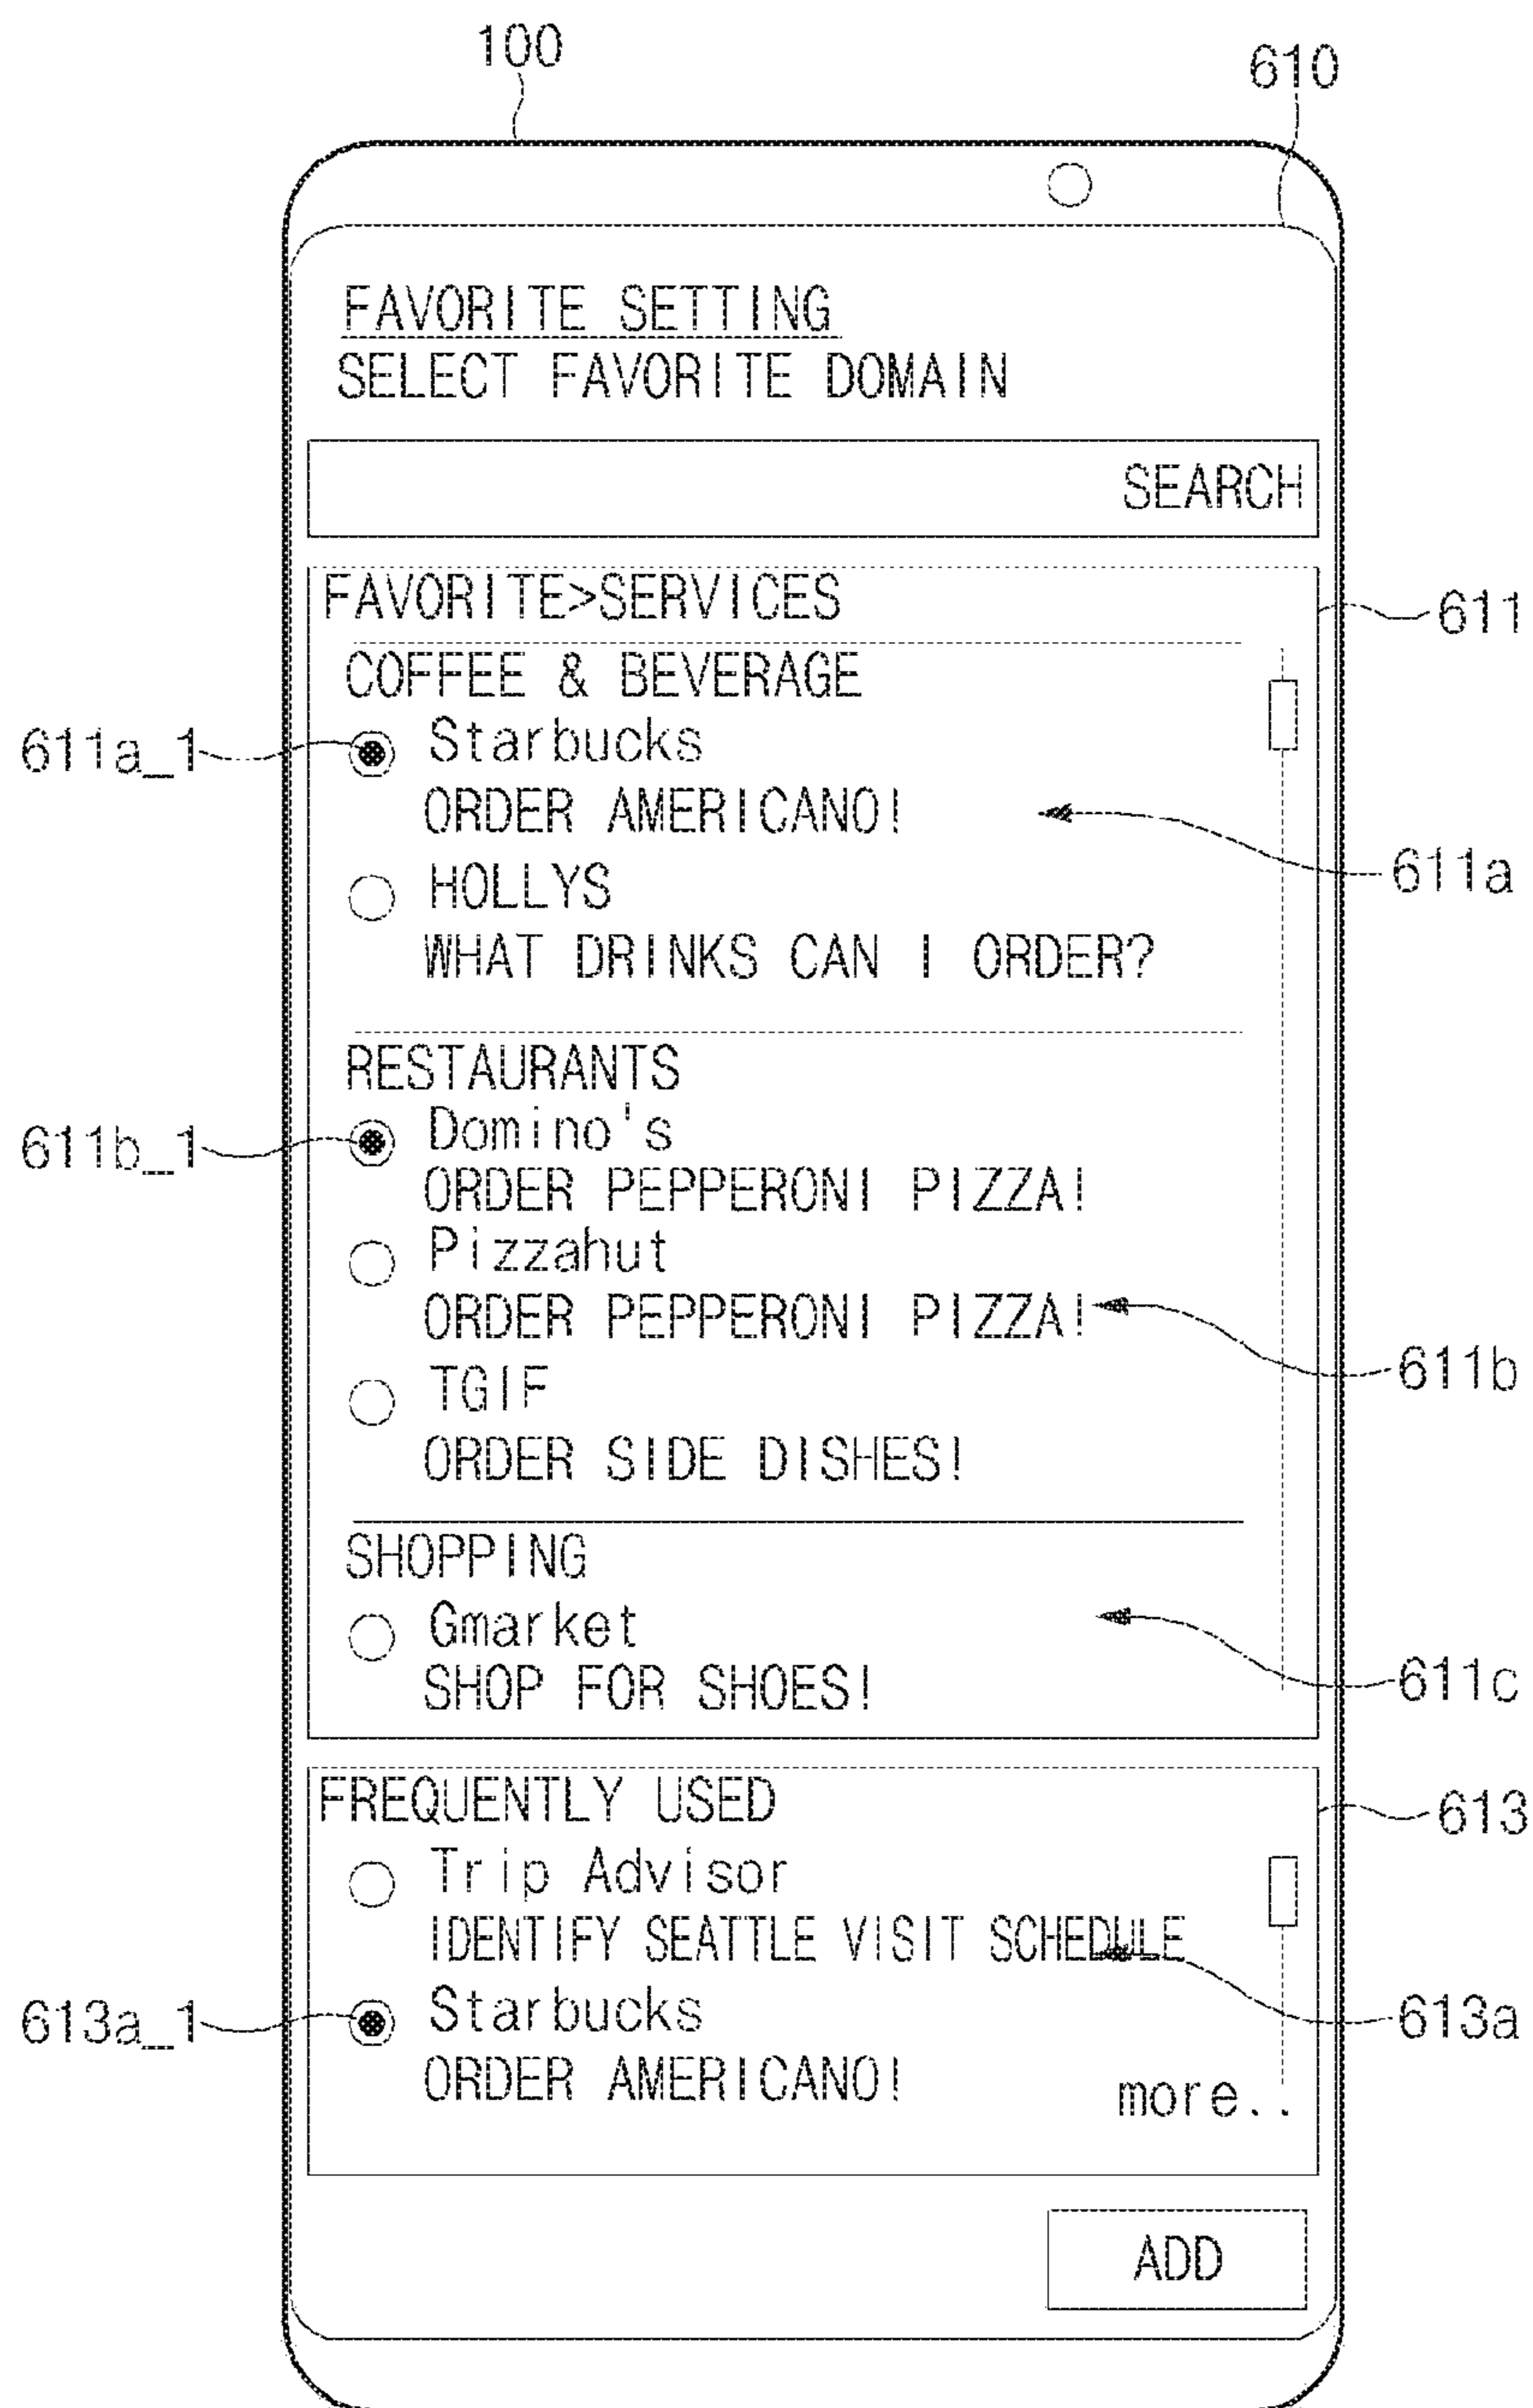 100
610
FAVORITE SETTING
SELECT FAVORITE DOMAIN
SEARCH
FAVORITE>SERVICES
611
COFFEE & BEVERAGE
611a_1
Starbucks
ORDER AMERICANO!
611a
HOLLYS
WHAT DRINKS CAN I ORDER?
RESTAURANTS
611b_1
Domino's
ORDER PEPPERONI PIZZA!
Pizzahut
ORDER PEPPERONI PIZZA!
611b
TGIF
ORDER SIDE DISHES!
SHOPPING
Gmarket
SHOP FOR SHOES!
611c
FREQUENTLY USED
613
Trip Advisor
IDENTIFY SEATTLE VISIT SCHEDULE
613a_1
Starbucks
613a
ORDER AMERICANO!
more..
ADD